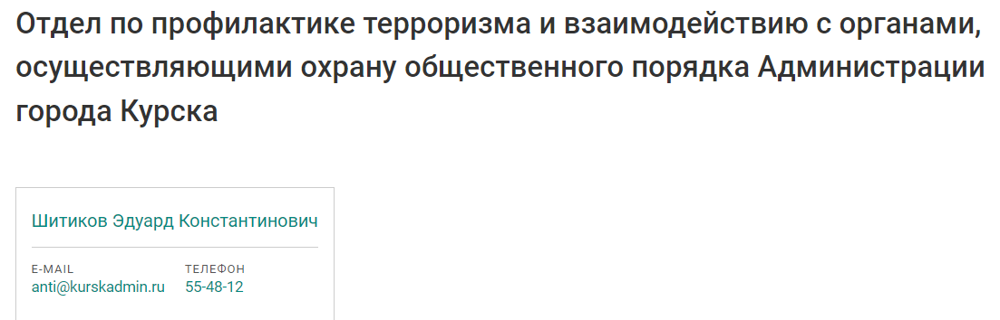 Отдел по профилактике терроризма и взаимодействию с органами,
осуществляющими охрану общественного порядка Администрации
города Курска
Шитиков Эдуард Константинович
E-MAIL ТЕЛЕФОН
anti@kurskadmin.ru 55-48-12